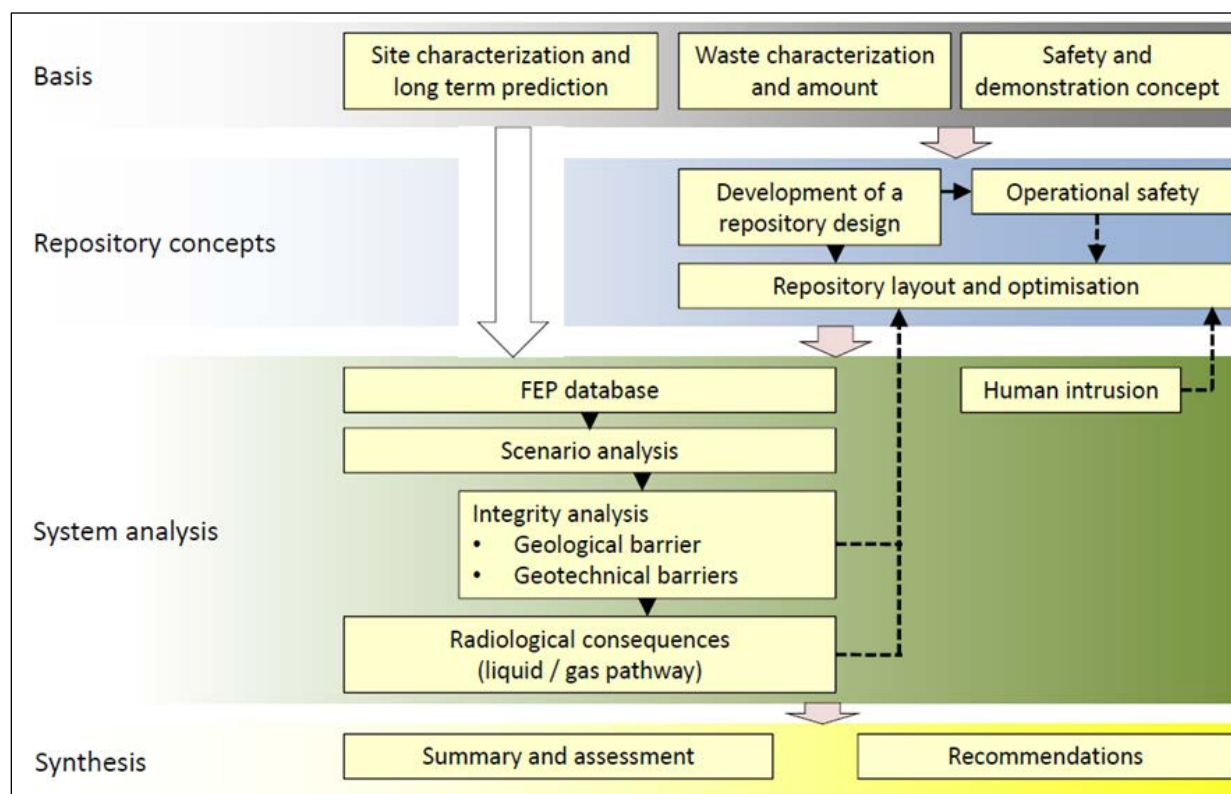 Basis
Site characterization and
long term prediction
Waste characterization
and amount
Safety and
demonstration concept
Repository concepts
Development of a
repository design
Operational safety
Repository layout and optimisation
System analysis
FEP database
Human intrusion
Scenario analysis
Integrity analysis
• Geological barrier
• Geotechnical barriers
Radiological consequences
(liquid / gas pathway)
Synthesis
Summary and assessment
Recommendations